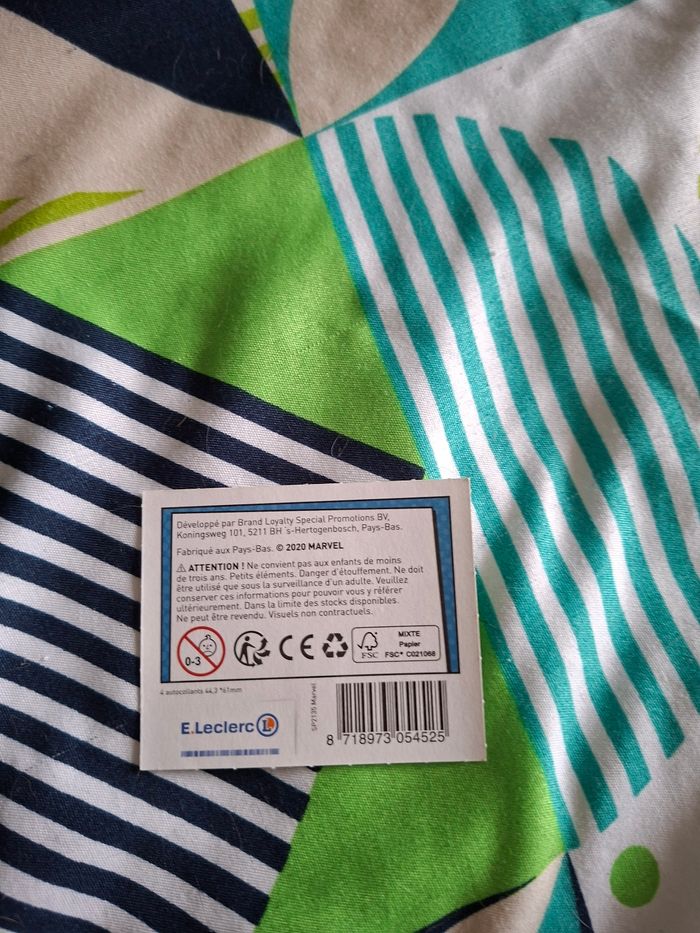 Développé par Brand Loyalty Special Promotions BV,
Koningsweg 101, 5211 BH 's-Hertogenbosch, Pays-Bas.
Fabriqué aux Pays-Bas. © 2020 MARVEL
⚠ ATTENTION ! Ne convient pas aux enfants de moins
de trois ans. Petits éléments. Danger d'étouffement. Ne doit
être utilisé que sous la surveillance d'un adulte. Veuillez
conserver ces informations pour pouvoir vous y référer
ultérieurement. Dans la limite des stocks disponibles.
Ne peut être revendu. Visuels non contractuels.
0-3
CE
FSC
MIXTE
Papier
FSC® C021068
4 autocollants 44,3 *61mm
E.Leclerc L
SP2135 Marvel
8 718973 054525